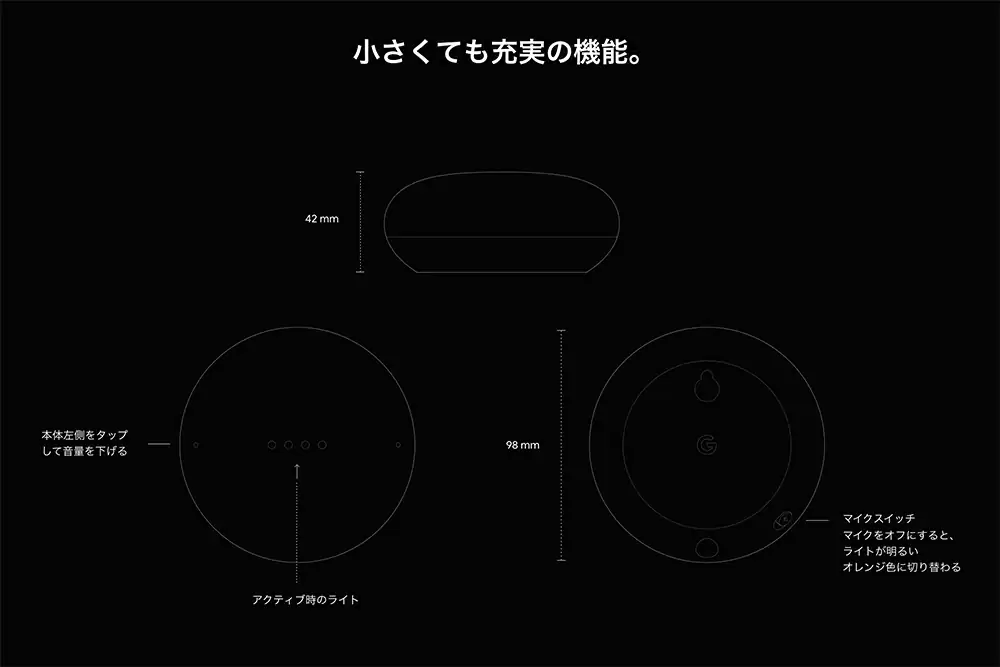 小さくても充実の機能。
42 mm
本体左側をタップ
して音量を下げる
98 mm
マイクスイッチ
マイクをオフにすると、
ライトが明るい
オレンジ色に切り替わる
アクティブ時のライト